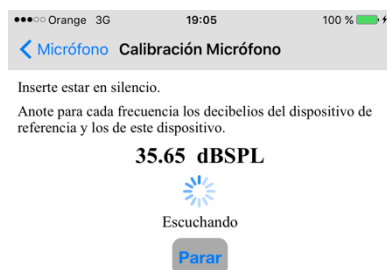 Orange 3G 19:05 100 %
Micrófono Calibración Micrófono
Inserte estar en silencio.
Anote para cada frecuencia los decibelios del dispositivo de
referencia y los de este dispositivo.
35.65 dBSPL
Escuchando
Parar